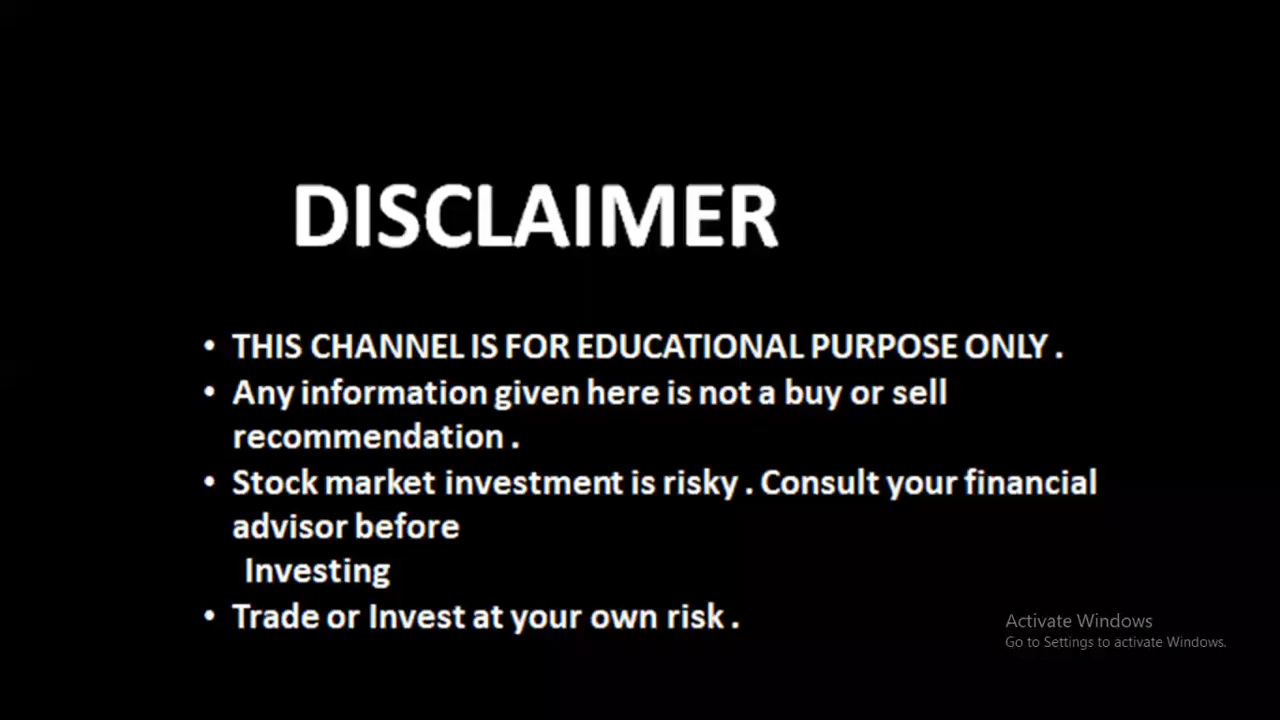 DISCLAIMER
• THIS CHANNEL IS FOR EDUCATIONAL PURPOSE ONLY .
• Any information given here is not a buy or sell
recommendation .
• Stock market investment is risky . Consult your financial
advisor before
Investing
• Trade or Invest at your own risk .
Activate Windows
Go to Settings to activate Windows.